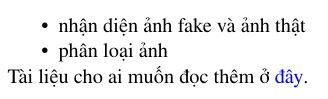 • nhận diện ảnh fake và ảnh thật
• phân loại ảnh
Tài liệu cho ai muốn đọc thêm ở đây.